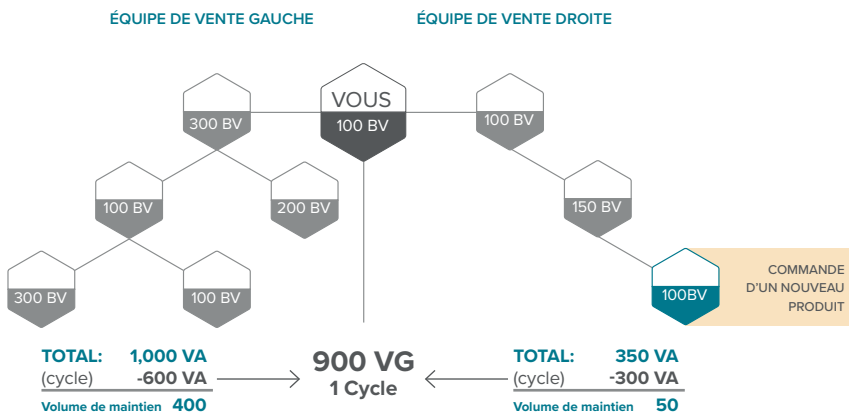 ÉQUIPE DE VENTE GAUCHE
ÉQUIPE DE VENTE DROITE
VOUS
300 BV
100 BV
100 BV
100 BV
200 BV
150 BV
300 BV
100 BV
100BV
COMMANDE
D'UN NOUVEAU
PRODUIT
TOTAL: 1,000 VA
(cycle) -600 VA
Volume de maintien 400
900 VG
1 Cycle
TOTAL: 350 VA
(cycle) -300 VA
Volume de maintien 50